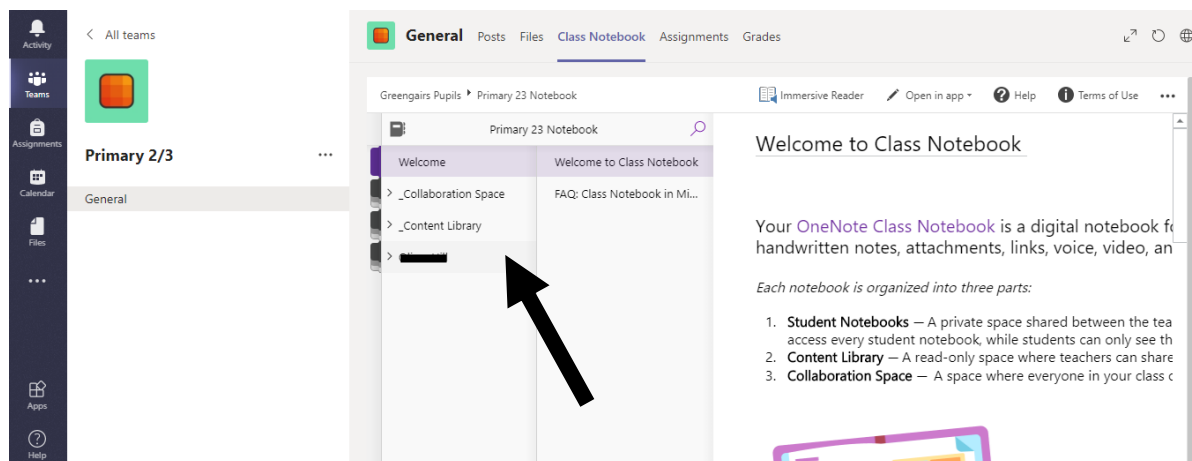 Activity
Teams
Assignments
Calendar
Files
Apps
Help
All teams
Primary 2/3
General
General Posts Files Class Notebook Assignments Grades
Greengairs Pupils Primary 23 Notebook
Immersive Reader Open in app Help Terms of Use
Primary 23 Notebook
Welcome
_Collaboration Space
_Content Library
Welcome to Class Notebook
FAQ: Class Notebook in Mi...
Welcome to Class Notebook
Your OneNote Class Notebook is a digital notebook
handwritten notes, attachments, links, voice, video,
Each notebook is organized into three parts:
1. Student Notebooks — A private space shared between the
access every student notebook, while students can only see
2. Content Library — A read-only space where teachers can share
3. Collaboration Space — A space where everyone in your class